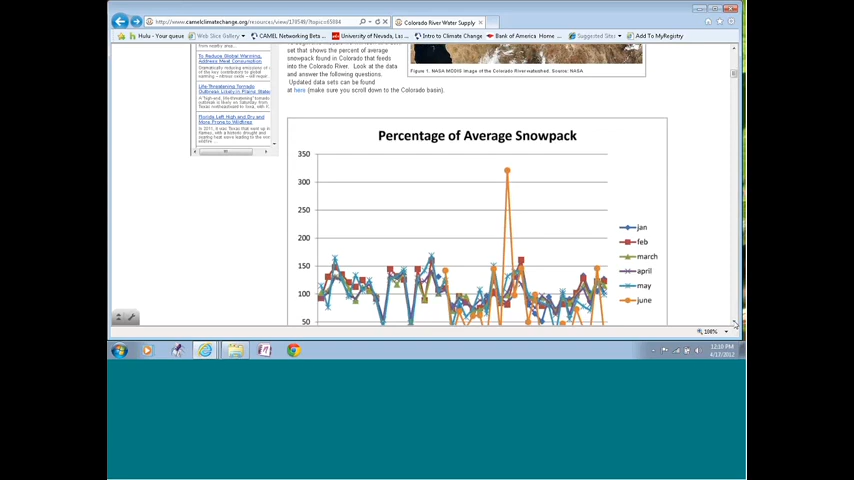 http://www.camelclimatechange.org/resources/view/170549/?topic=65884
Colorado River Water Supply
Hulu - Your queue
Web Slice Gallery
CAMEL Networking Beta ...
University of Nevada, Las...
Intro to Climate Change
Bank of America Home ...
Suggested Sites
Add To MyRegistry
from nearby area...
To Reduce Global Warming,
Address Meat Consumption
Life-Threatening Tornado
Outbreak Likely in Plains States
Florida Left High and Dry and
More Prone to Wildfires
set that shows the percent of average
snowpack found in Colorado that feeds
into the Colorado River. Look at the data
and answer the following questions.
Updated data sets can be found
at here (make sure you scroll down to the Colorado basin).
Figure 1. NASA MODIS image of the Colorado River watershed. Source: NASA
Percentage of Average Snowpack
350
300
250
200
150
100
50
jan
feb
march
april
may
june
100%
12:10 PM
4/17/2012